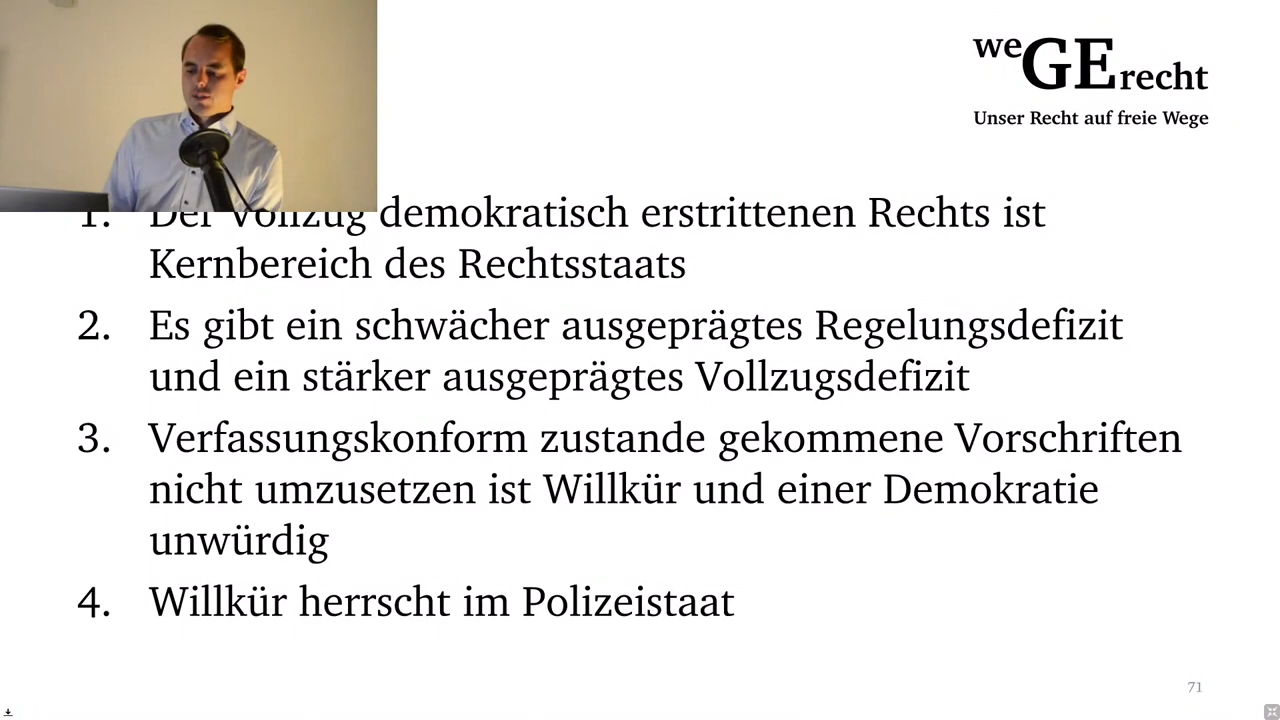 weGErecht
Unser Recht auf freie Wege
1. Der Vollzug demokratisch erstrittenen Rechts ist
Kernbereich des Rechtsstaats
2. Es gibt ein schwächer ausgeprägtes Regelungsdefizit
und ein stärker ausgeprägtes Vollzugsdefizit
3. Verfassungskonform zustande gekommene Vorschriften
nicht umzusetzen ist Willkür und einer Demokratie
unwürdig
4. Willkür herrscht im Polizeistaat
71